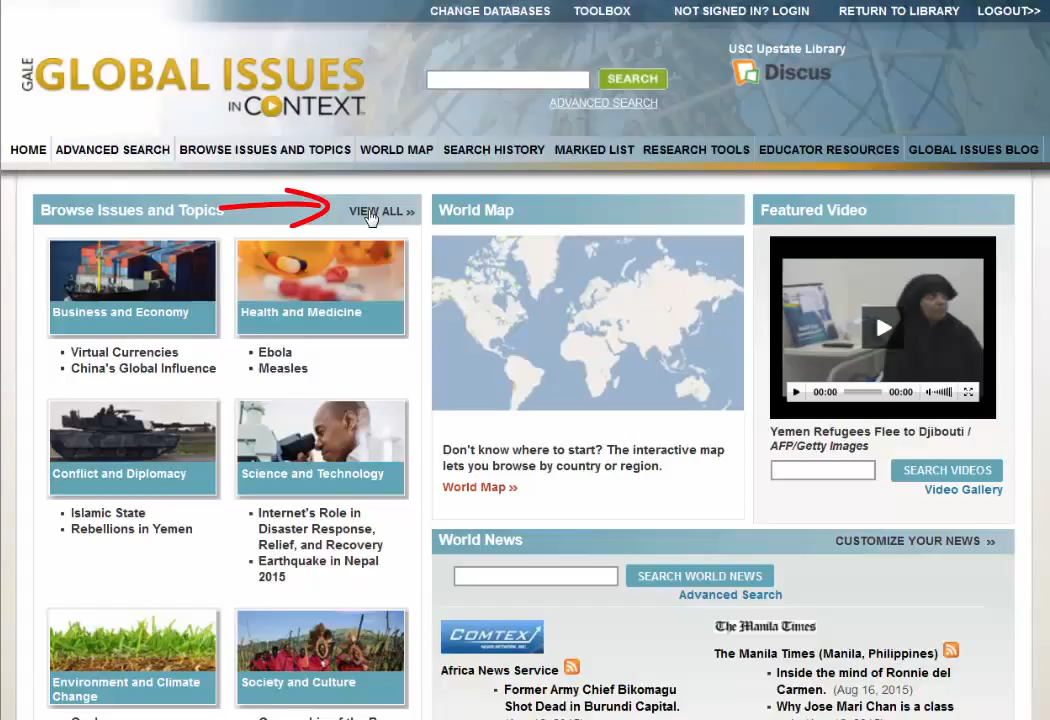 CHANGE DATABASES TOOLBOX NOT SIGNED IN? LOGIN RETURN TO LIBRARY LOGOUT>>
GALE
GLOBAL ISSUES
IN CONTEXT
SEARCH
ADVANCED SEARCH
USC Upstate Library
Discus
HOME ADVANCED SEARCH BROWSE ISSUES AND TOPICS WORLD MAP SEARCH HISTORY MARKED LIST RESEARCH TOOLS EDUCATOR RESOURCES GLOBAL ISSUES BLOG
Browse Issues and Topics
VIEW ALL »
Business and Economy
▪ Virtual Currencies
▪ China's Global Influence
Health and Medicine
▪ Ebola
▪ Measles
Conflict and Diplomacy
▪ Islamic State
▪ Rebellions in Yemen
Science and Technology
▪ Internet's Role in
Disaster Response,
Relief, and Recovery
▪ Earthquake in Nepal
2015
Environment and Climate
Change
Society and Culture
World Map
Don't know where to start? The interactive map
lets you browse by country or region.
World Map »
Featured Video
00:00 00:00
Yemen Refugees Flee to Djibouti /
AFP/Getty Images
SEARCH VIDEOS
Video Gallery
World News
CUSTOMIZE YOUR NEWS »
SEARCH WORLD NEWS
Advanced Search
COMTEX
Africa News Service
▪ Former Army Chief Bikomagu
Shot Dead in Burundi Capital.
The Manila Times
The Manila Times (Manila, Philippines)
▪ Inside the mind of Ronnie del
Carmen. (Aug 16, 2015)
▪ Why Jose Mari Chan is a class